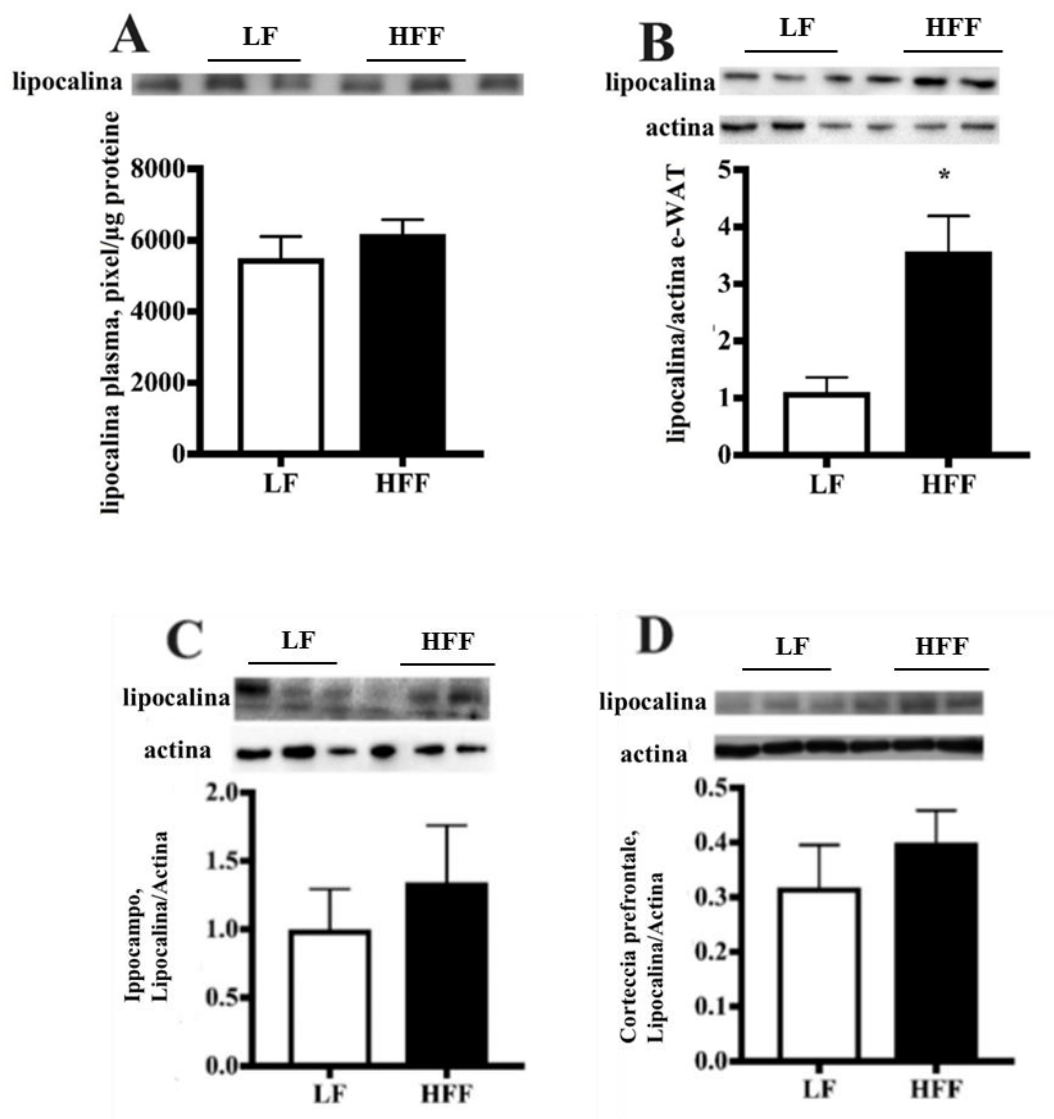 A
LF
HFF
lipocalina
lipocalina plasma, pixel/µg proteine
8000
6000
4000
2000
0
LF
HFF
B
LF
HFF
lipocalina
actina
lipocalina/actina e-WAT
5
4
3
2
1
0
*
LF
HFF
C
LF
HFF
lipocalina
actina
Ippocampo,
Lipocalina/Actina
2.0
1.5
1.0
0.5
0.0
LF
HFF
D
LF
HFF
lipocalina
actina
Corteccia prefrontale,
Lipocalina/Actina
0.5
0.4
0.3
0.2
0.1
0.0
LF
HFF